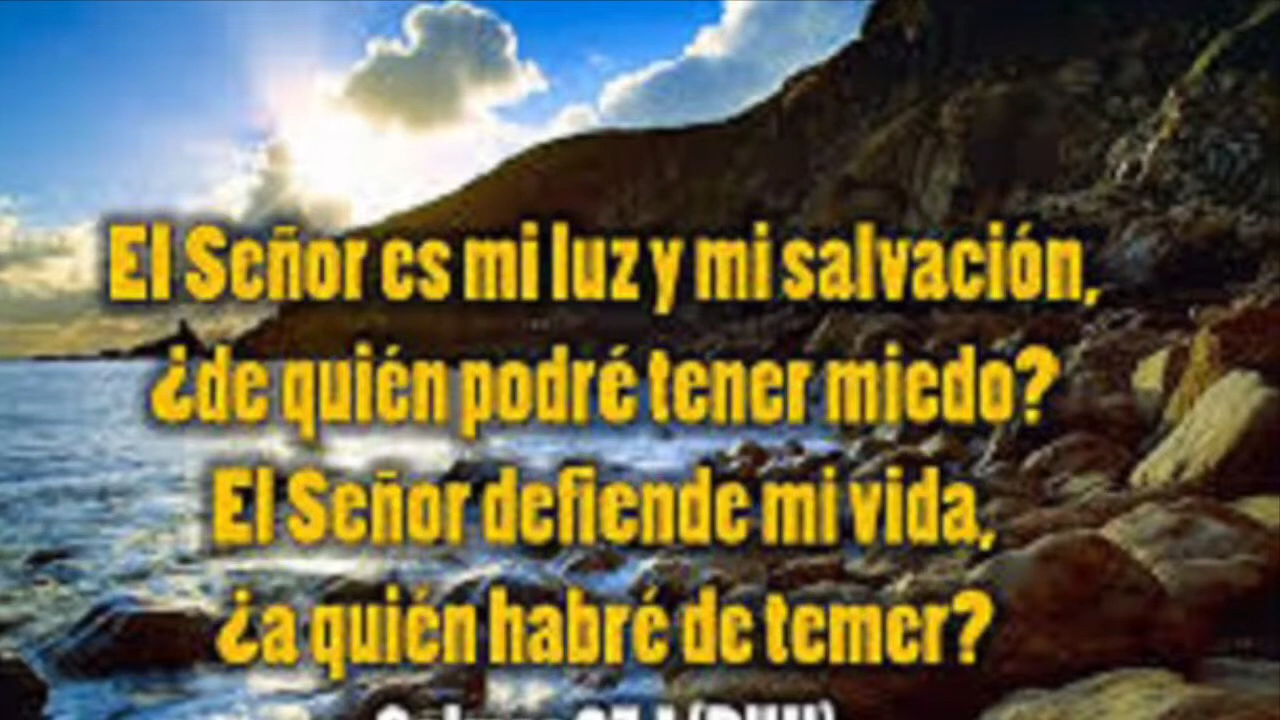 El Señor es mi luz y mi salvación,
¿de quién podré tener miedo?
El Señor defiende mi vida,
¿a quién habré de temer?